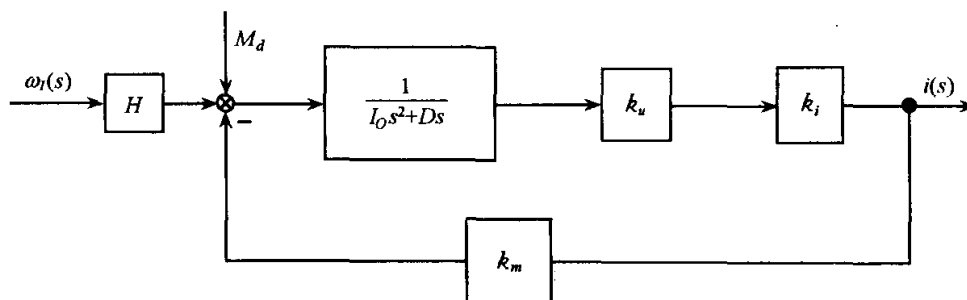 M_d
ω_I(s)
H
−
1
I_O s²+Ds
k_u
k_i
i(s)
k_m